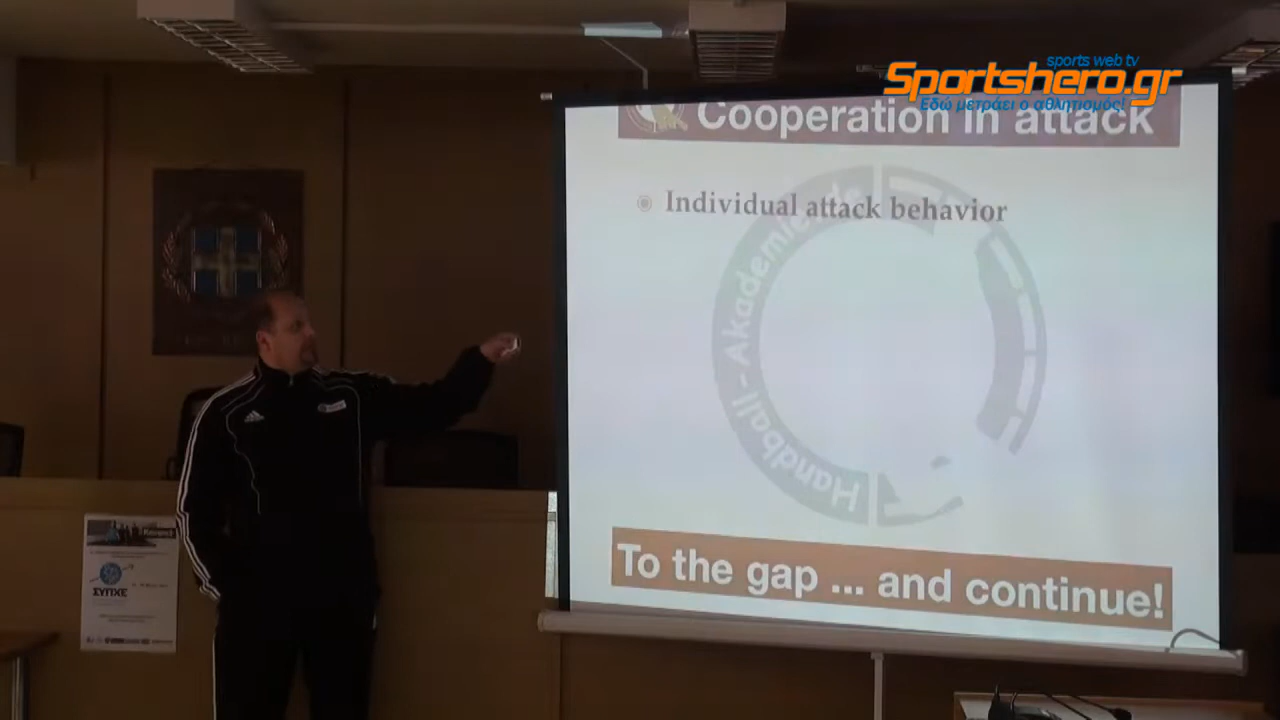 sports web tv
Sportshero.gr
Εδώ μετράει ο αθλητισμός!
Cooperation in attack
Individual attack behavior
Handball-Akademie.de
To the gap ... and continue!
ΣΥΠΧΕ